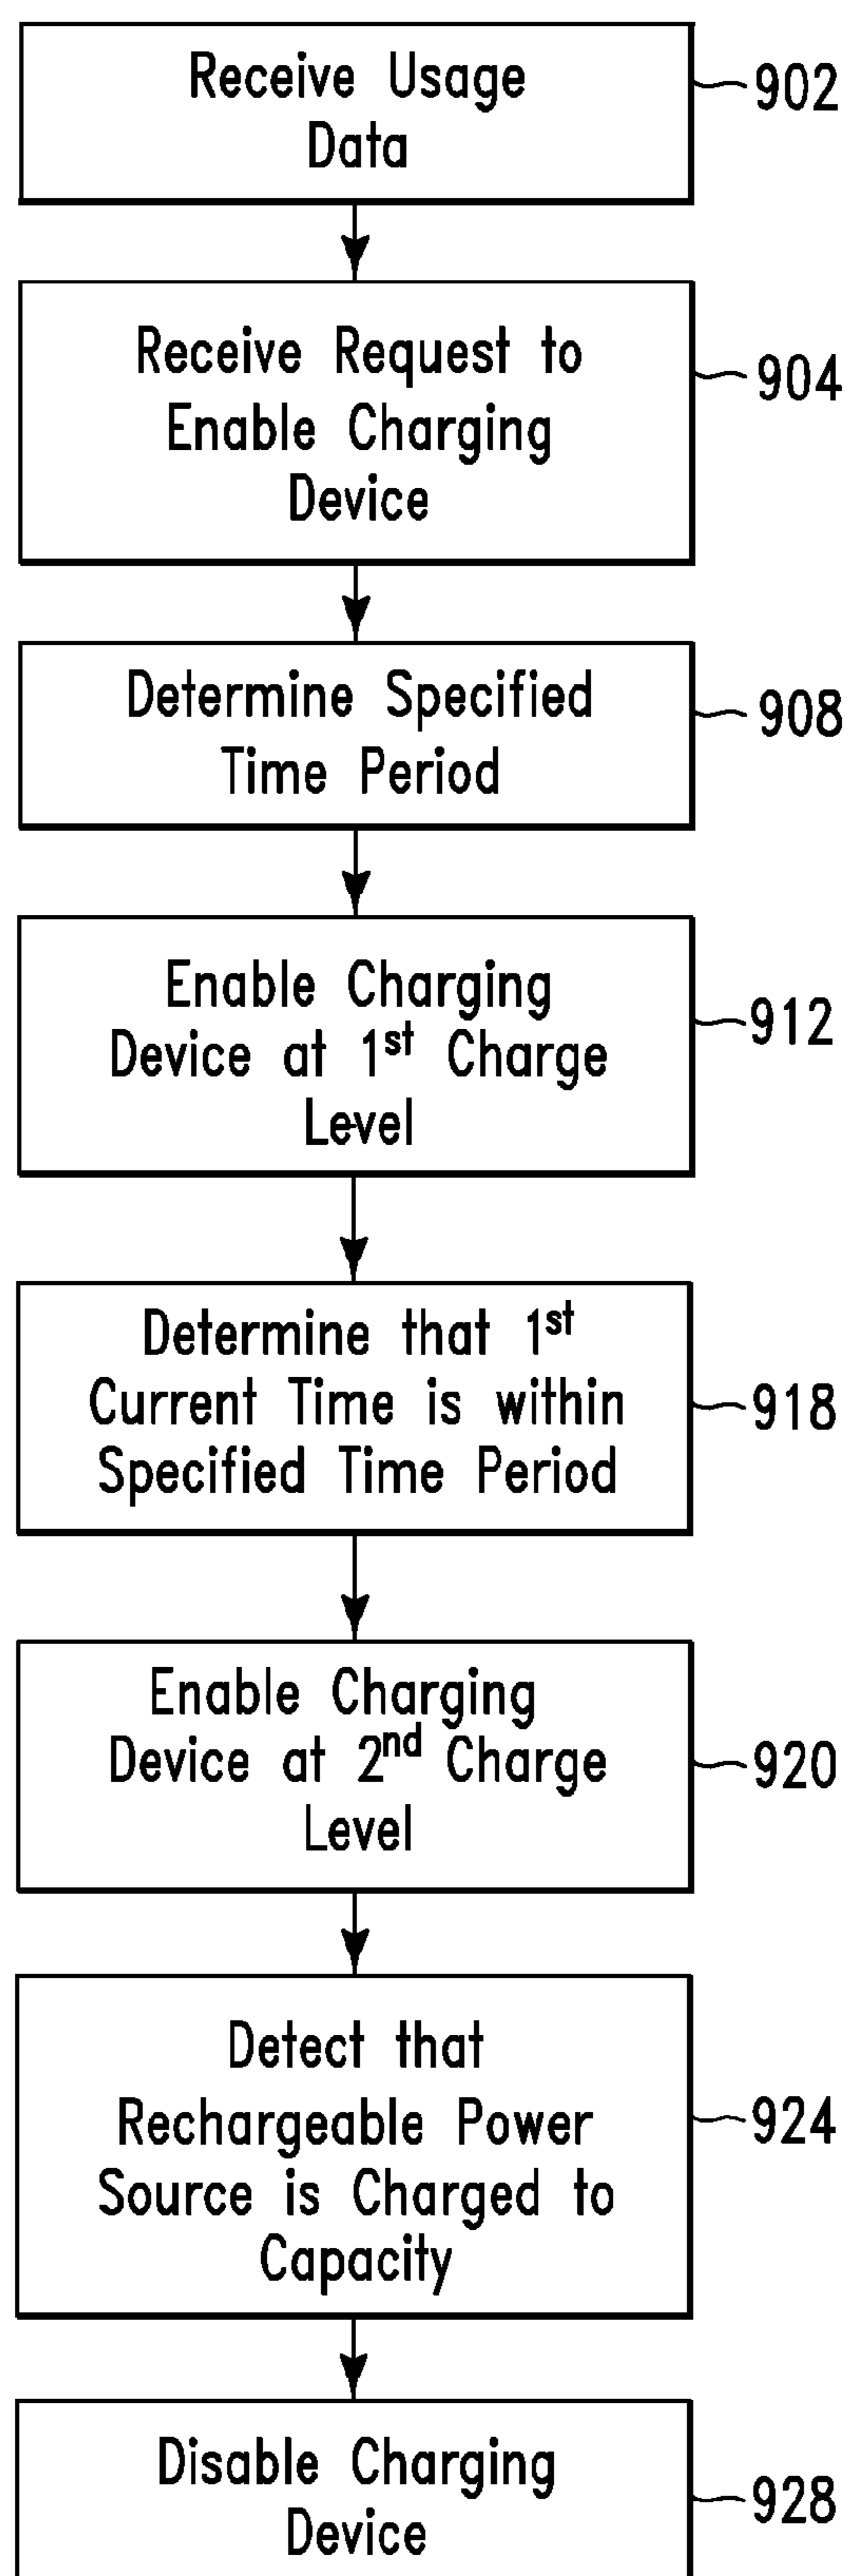 Receive Usage
Data
902
Receive Request to
Enable Charging
Device
904
Determine Specified
Time Period
908
Enable Charging
Device at 1st Charge
Level
912
Determine that 1st
Current Time is within
Specified Time Period
918
Enable Charging
Device at 2nd Charge
Level
920
Detect that
Rechargeable Power
Source is Charged to
Capacity
924
Disable Charging
Device
928